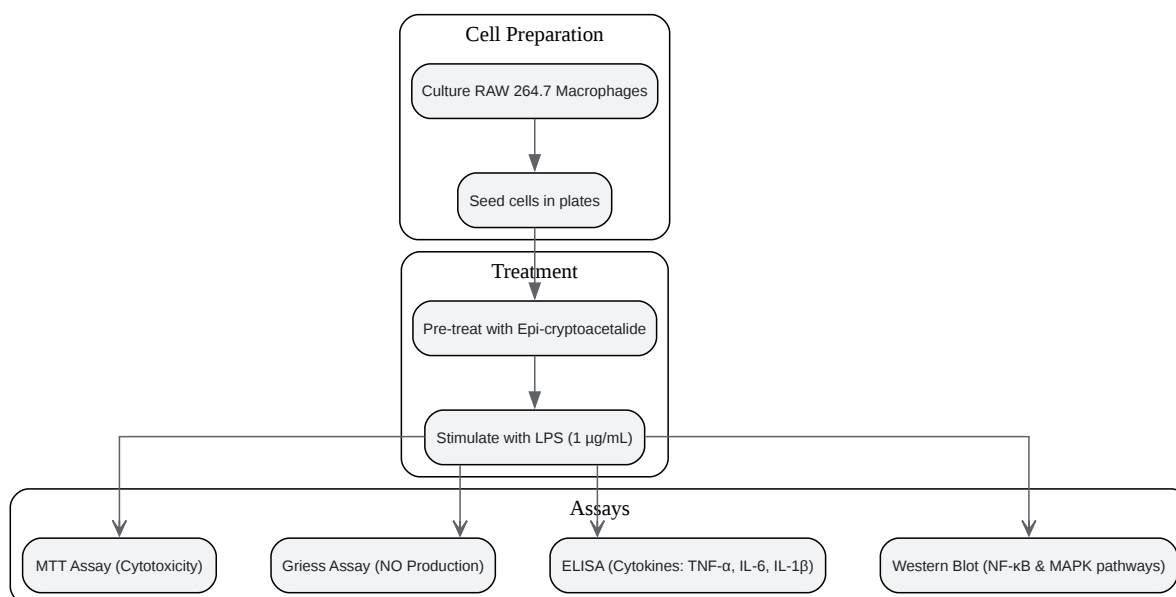 Cell Preparation
Culture RAW 264.7 Macrophages
Seed cells in plates
Treatment
Pre-treat with Epi-cryptoacetalide
Stimulate with LPS (1 µg/mL)
Assays
MTT Assay (Cytotoxicity)
Griess Assay (NO Production)
ELISA (Cytokines: TNF-α, IL-6, IL-1β)
Western Blot (NF-κB & MAPK pathways)